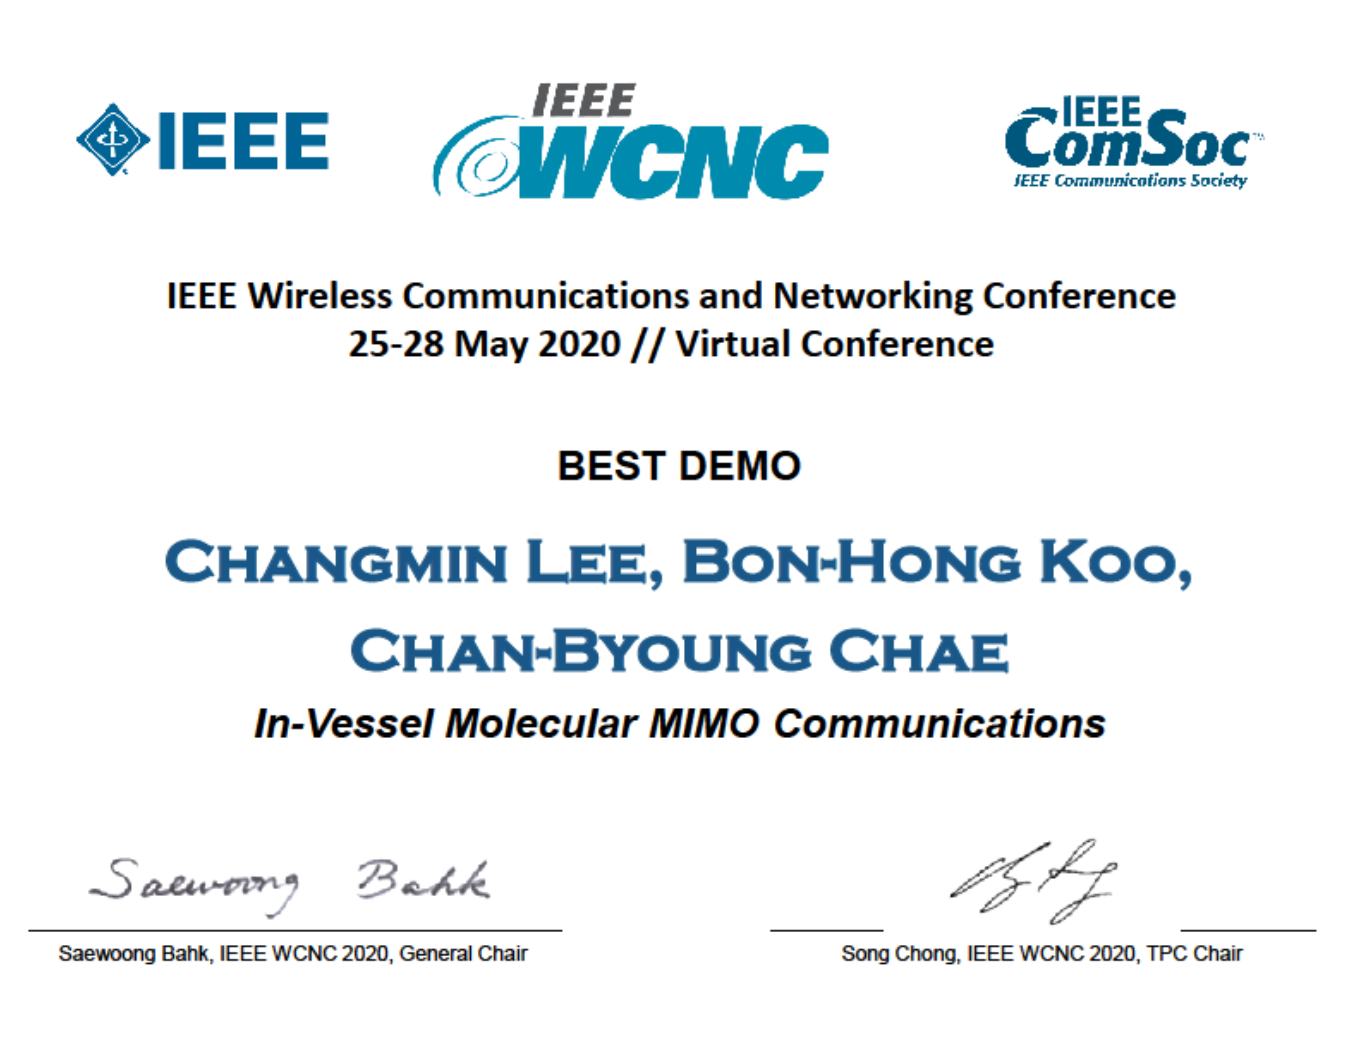 IEEE
IEEE
WCNC
IEEE
ComSoc™
IEEE Communications Society
IEEE Wireless Communications and Networking Conference
25-28 May 2020 // Virtual Conference
BEST DEMO
CHANGMIN LEE, BON-HONG KOO,
CHAN-BYOUNG CHAE
In-Vessel Molecular MIMO Communications
Saewoong Bahk
Saewoong Bahk, IEEE WCNC 2020, General Chair
Song Chong, IEEE WCNC 2020, TPC Chair